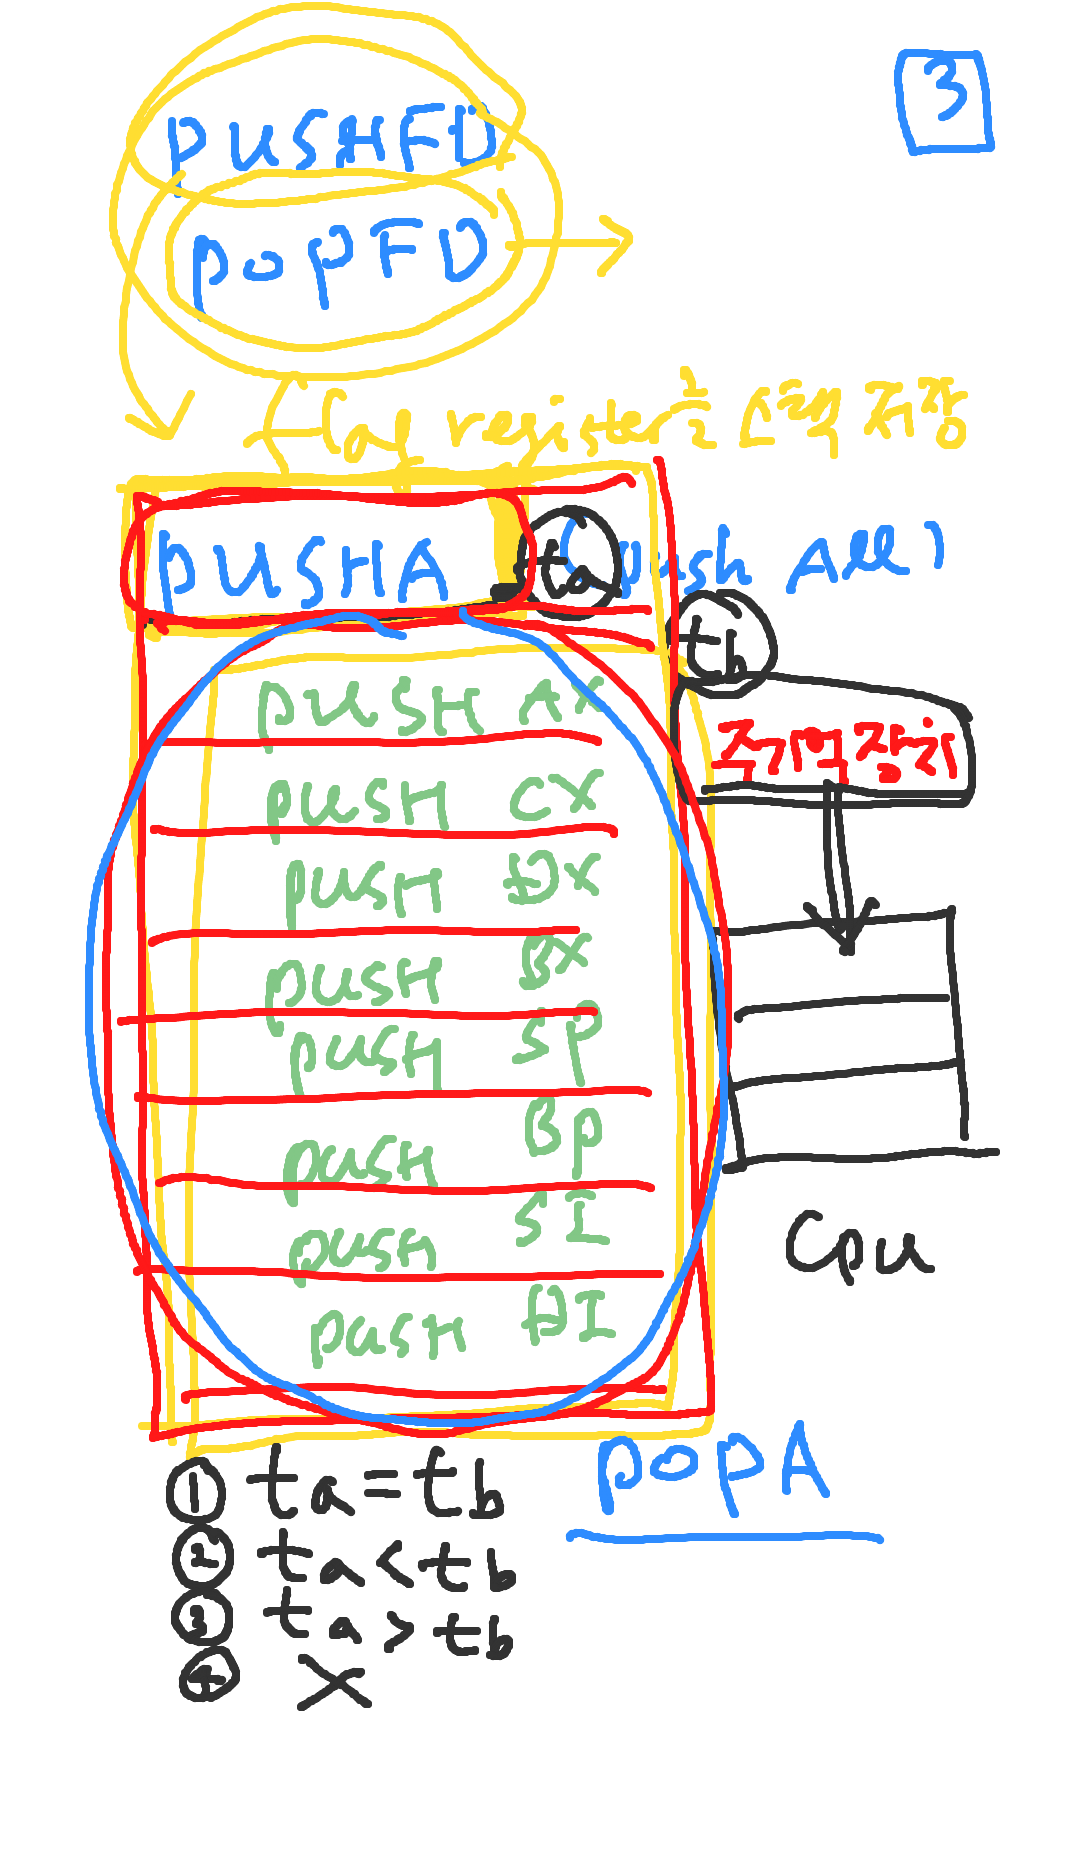 3
PUSHFD
POPFD
flag register를 스택 저장
PUSHA ta (push All)
tb
PUSH AX
주기억장치
PUSH CX
PUSH DX
PUSH BX
PUSH SP
PUSH BP
PUSH SI
CPU
PUSH DI
POPA
① ta = tb
② ta < tb
③ ta > tb
④ X